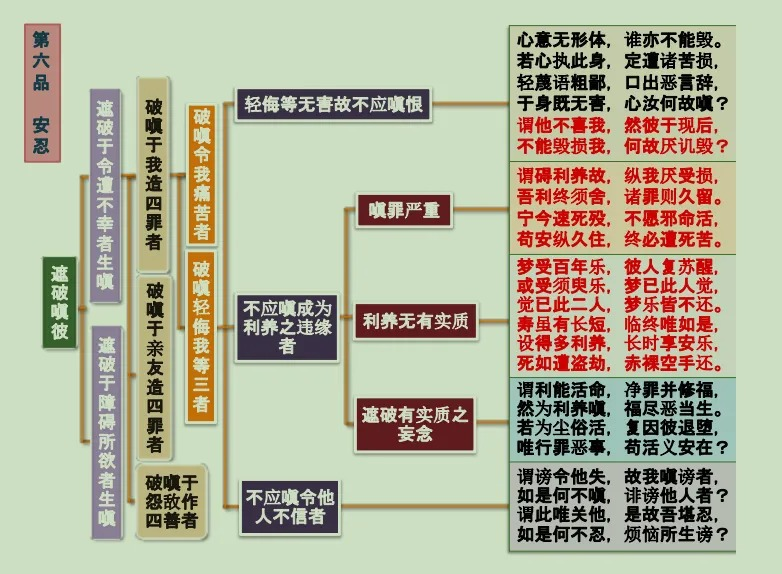 第六品 安忍
遮破嗔彼
遮破于令遭不幸者生嗔
遮破于障碍所欲者生嗔
破嗔于我造四罪者
破嗔于亲友造四罪者
破嗔于
怨敌作
四善者
破嗔令我痛苦者
破嗔轻侮我等三者
轻侮等无害故不应嗔恨
不应嗔成为
利养之违缘
者
不应嗔令他
人不信者
嗔罪严重
利养无有实质
遮破有实质之
妄念
心意无形体，谁亦不能毁。
若心执此身，定遭诸苦损，
轻蔑语粗鄙，口出恶言辞，
于身既无害，心汝何故嗔？
谓他不喜我，然彼于现后，
不能毁损我，何故厌讥毁？
谓碍利养故，纵我厌受损，
吾利终须舍，诸罪则久留。
宁今速死殁，不愿邪命活，
苟安纵久住，终必遭死苦。
梦受百年乐，彼人复苏醒，
或受须臾乐，梦已此人觉，
觉已此二人，梦乐皆不还。
寿虽有长短，临终唯如是，
设得多利养，长时享安乐，
死如遭盗劫，赤裸空手还。
谓利能活命，净罪并修福，
然为利养嗔，福尽恶当生。
若为尘俗活，复因彼退堕，
唯行罪恶事，苟活义安在？
谓谤令他失，故我嗔谤者，
如是何不嗔，诽谤他人者？
谓此唯关他，是故吾堪忍，
如是何不忍，烦恼所生谤？